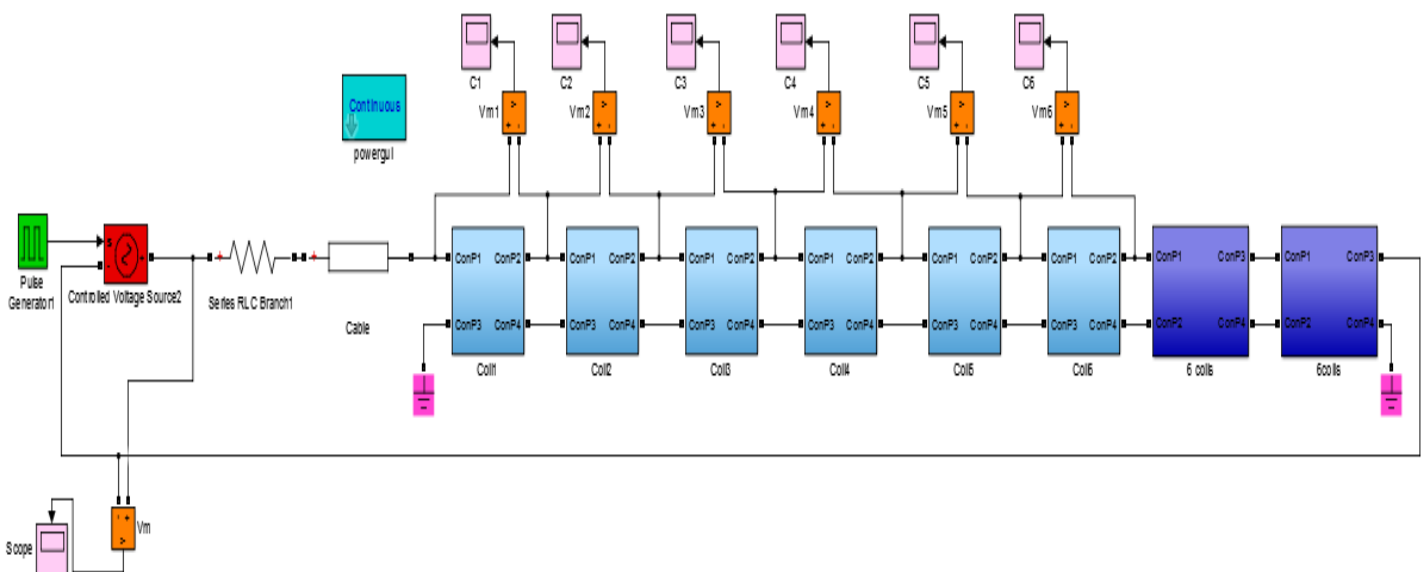 C1
C2
C3
C4
C5
C6
Vm1
Vm2
Vm3
Vm4
Vm5
Vm6
Continuous
powergui
Pulse
Generator1
Controlled Voltage Source2
Series RLC Branch1
Cable
ConP1 ConP2
ConP3 ConP4
Coil1
ConP1 ConP2
ConP3 ConP4
Coil2
ConP1 ConP2
ConP3 ConP4
Coil3
ConP1 ConP2
ConP3 ConP4
Coil4
ConP1 ConP2
ConP3 ConP4
Coil5
ConP1 ConP2
ConP3 ConP4
Coil6
ConP1 ConP3
ConP2 ConP4
6 coils
ConP1 ConP3
ConP2 ConP4
6coils
Vm
Scope